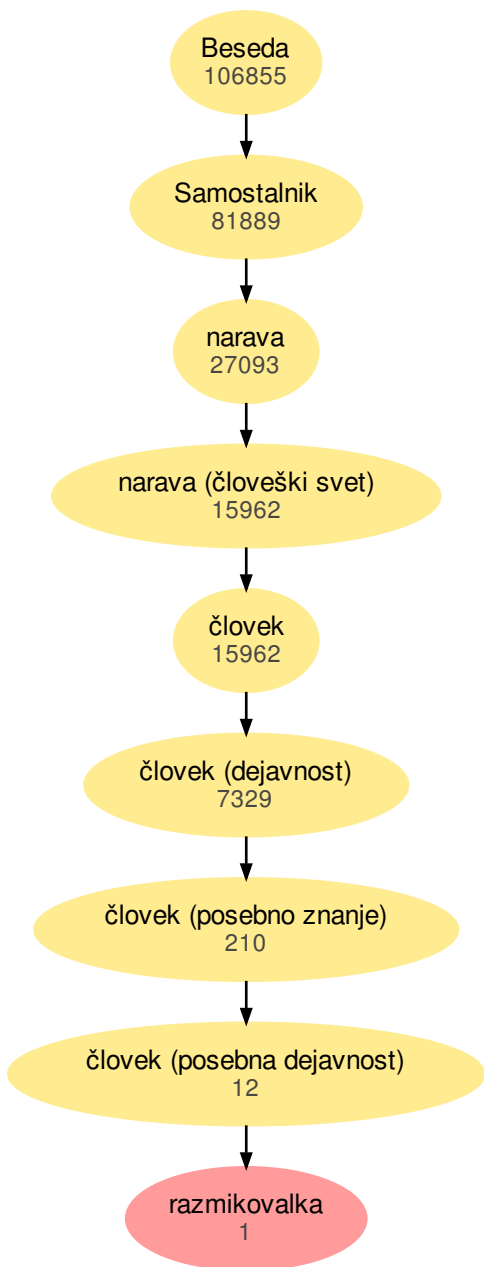 Beseda
106855
Samostalnik
81889
narava
27093
narava (človeški svet)
15962
človek
15962
človek (dejavnost)
7329
človek (posebno znanje)
210
človek (posebna dejavnost)
12
razmikovalka
1